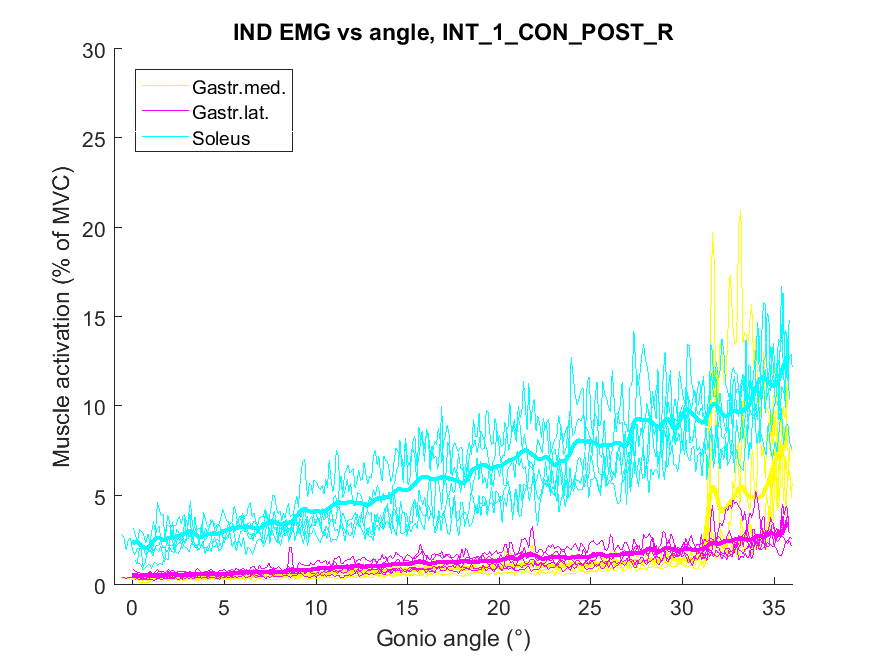 IND EMG vs angle, INT_1_CON_POST_R
30
25
20
15
10
5
0
Muscle activation (% of MVC)
Gastr.med.
Gastr.lat.
Soleus
0 5 10 15 20 25 30 35
Gonio angle (°)